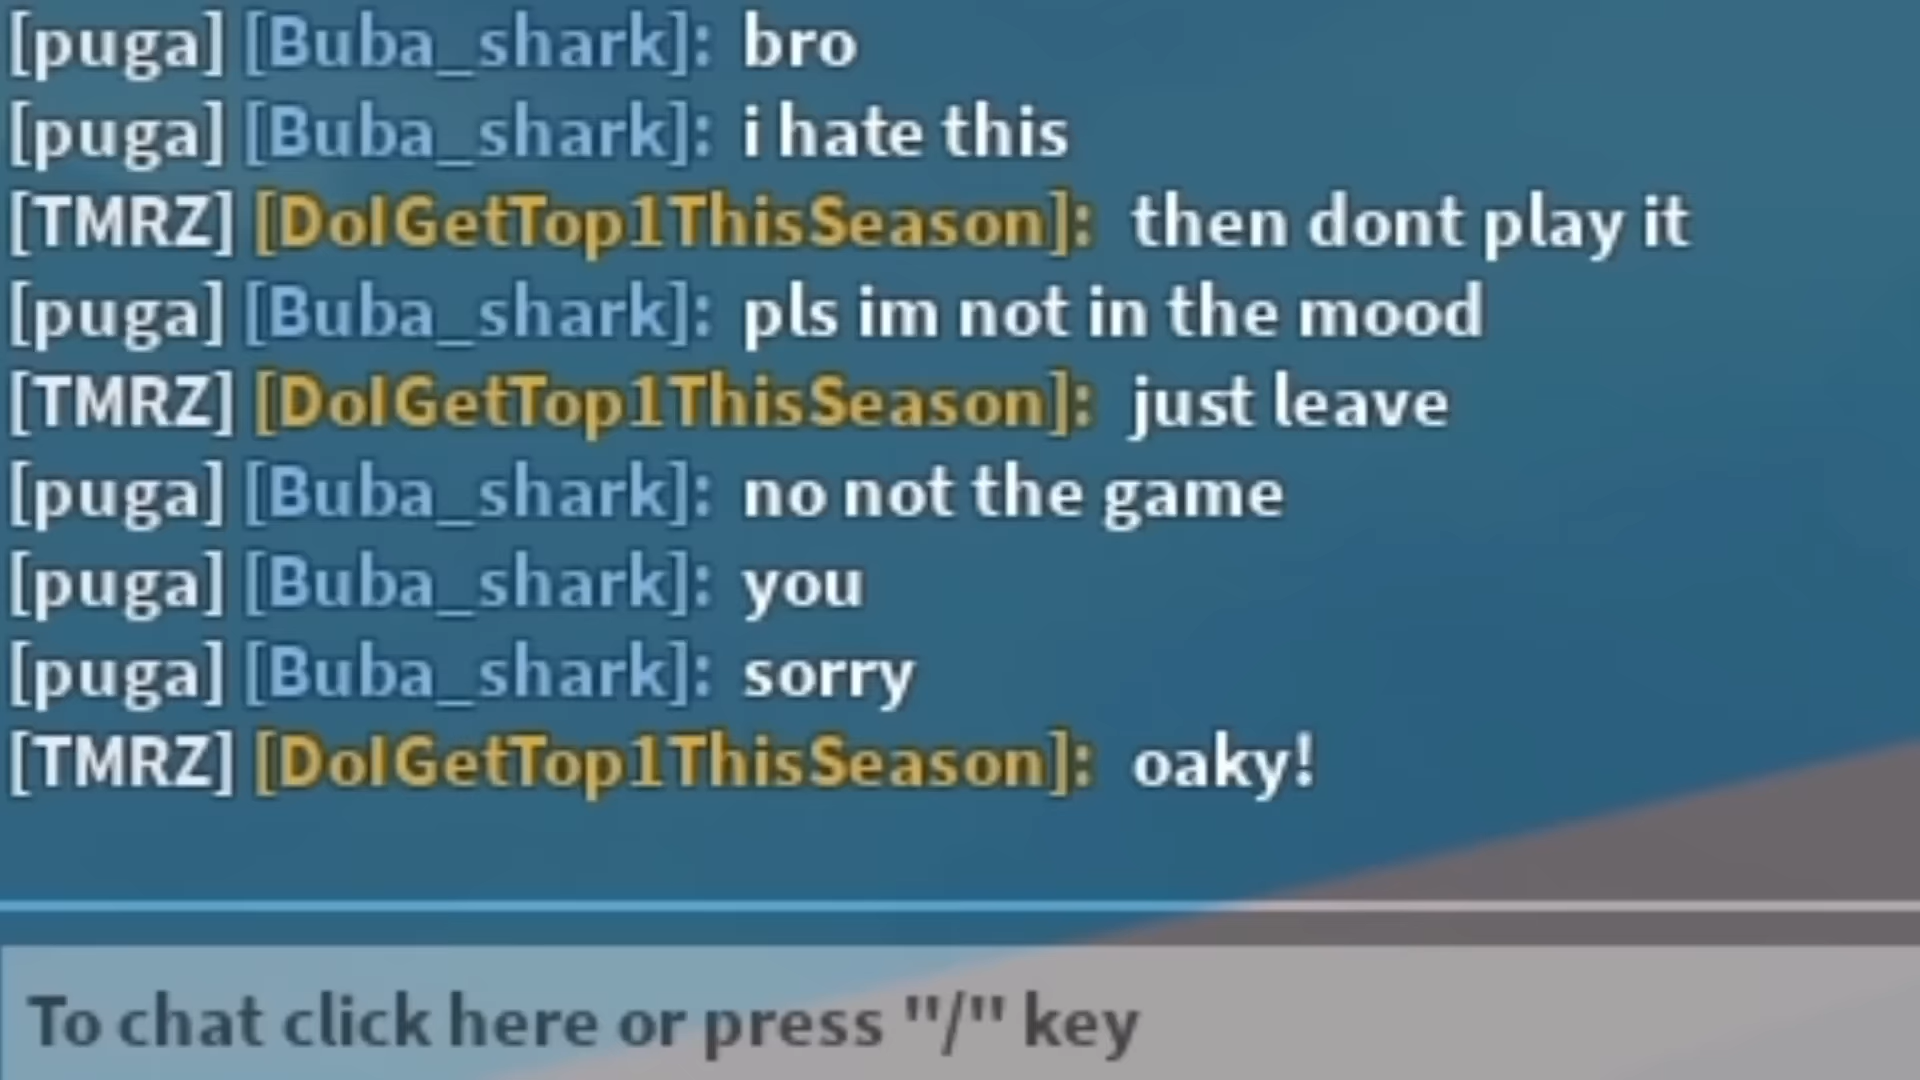 [puga] [Buba_shark]: bro
[puga] [Buba_shark]: i hate this
[TMRZ] [DoIGetTop1ThisSeason]: then dont play it
[puga] [Buba_shark]: pls im not in the mood
[TMRZ] [DoIGetTop1ThisSeason]: just leave
[puga] [Buba_shark]: no not the game
[puga] [Buba_shark]: you
[puga] [Buba_shark]: sorry
[TMRZ] [DoIGetTop1ThisSeason]: oaky!
To chat click here or press "/" key